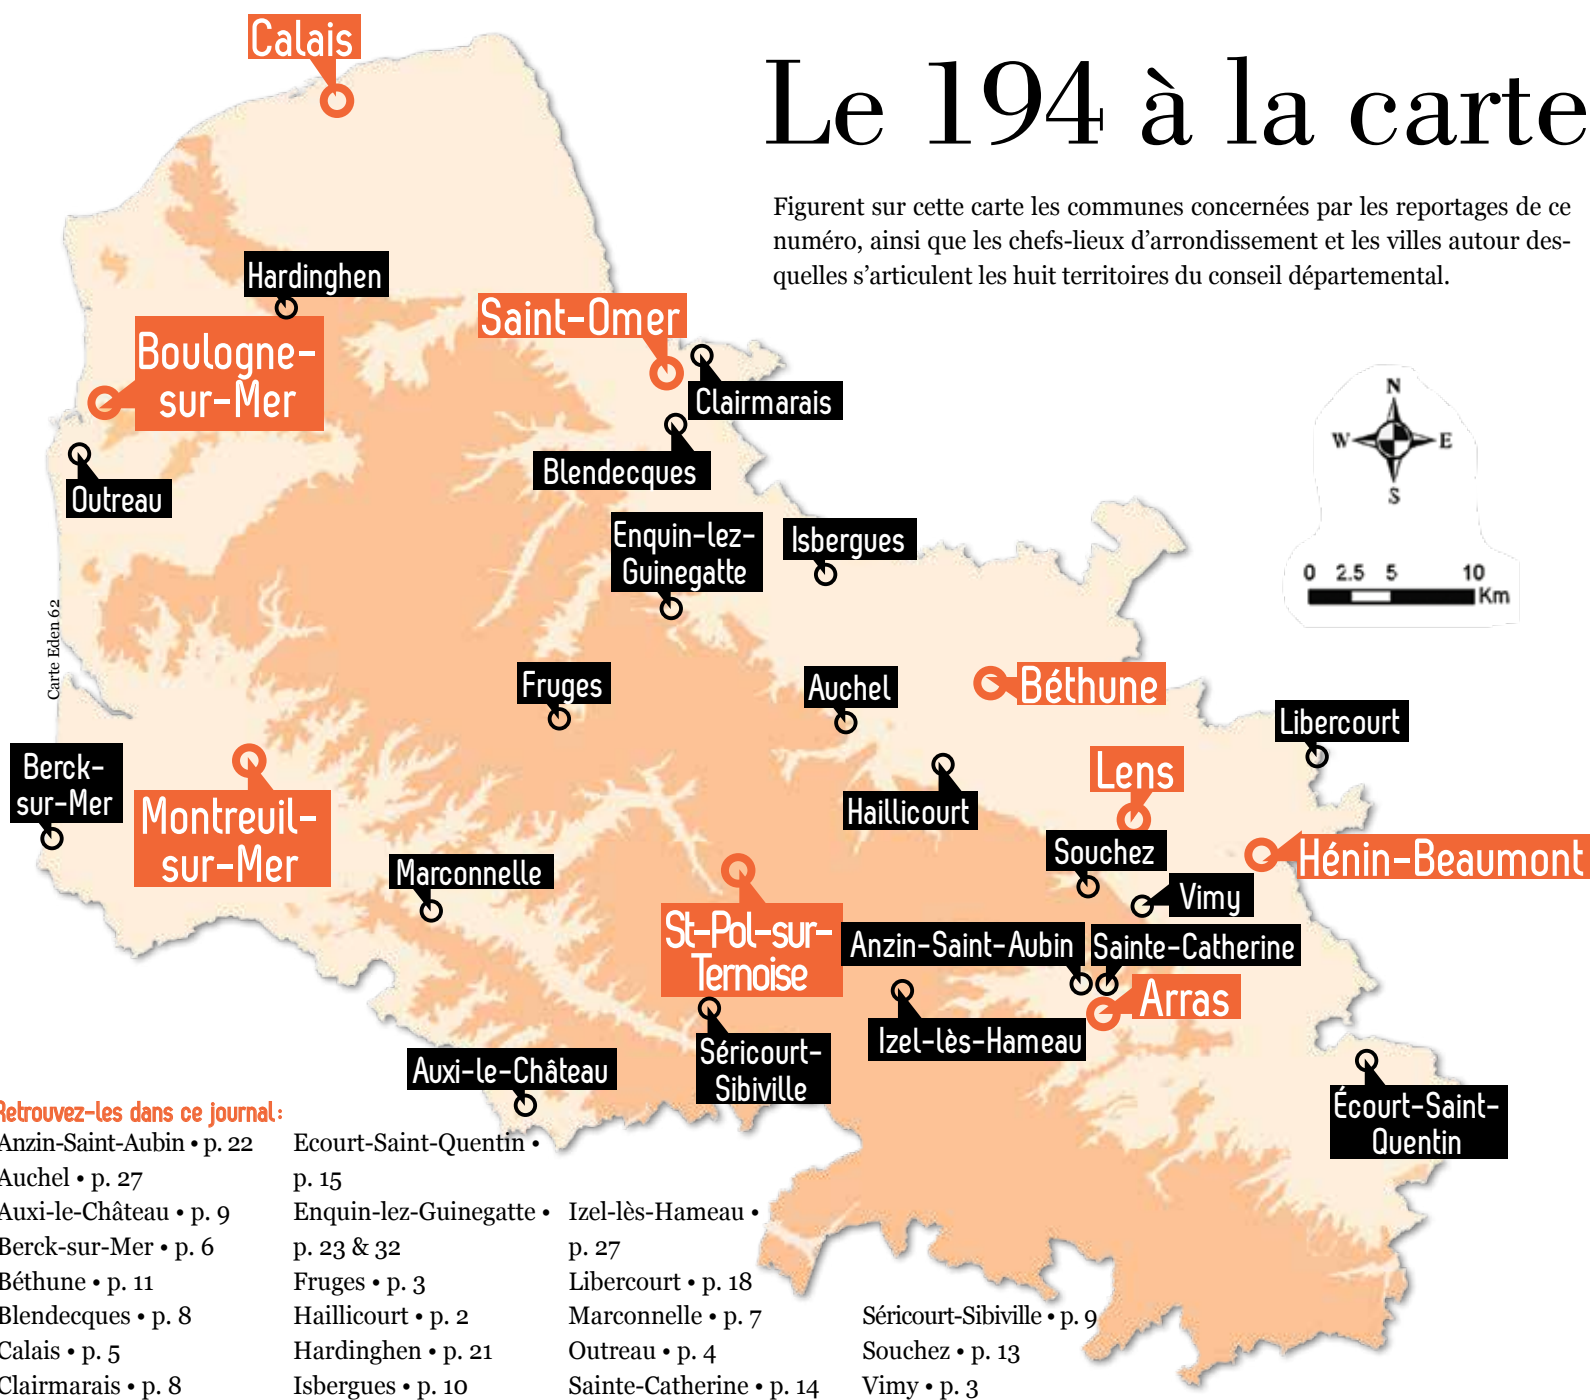 Le 194 à la carte
Figurent sur cette carte les communes concernées par les reportages de ce
numéro, ainsi que les chefs-lieux d'arrondissement et les villes autour des-
quelles s'articulent les huit territoires du conseil départemental.
Calais
Hardinghen
Boulogne-
sur-Mer
Saint-Omer
Clairmarais
Blendecques
Outreau
Enquin-lez-
Guinegatte
Isbergues
N
W
E
S
0 2.5 5 10
Km
Carte Eden 62
Fruges
Auchel
Béthune
Libercourt
Berck-
sur-Mer
Montreuil-
sur-Mer
Haillicourt
Lens
Hénin-Beaumont
Marconnelle
Souchez
Vimy
St-Pol-sur-
Ternoise
Anzin-Saint-Aubin
Sainte-Catherine
Arras
Izel-lès-Hameau
Séricourt-
Sibiville
Auxi-le-Château
Écourt-Saint-
Quentin
Retrouvez-les dans ce journal:
Anzin-Saint-Aubin • p. 22
Auchel • p. 27
Auxi-le-Château • p. 9
Berck-sur-Mer • p. 6
Béthune • p. 11
Blendecques • p. 8
Calais • p. 5
Clairmarais • p. 8
Ecourt-Saint-Quentin •
p. 15
Enquin-lez-Guinegatte •
p. 23 & 32
Fruges • p. 3
Haillicourt • p. 2
Hardinghen • p. 21
Isbergues • p. 10
Izel-lès-Hameau •
p. 27
Libercourt • p. 18
Marconnelle • p. 7
Outreau • p. 4
Sainte-Catherine • p. 14
Séricourt-Sibiville • p. 9
Souchez • p. 13
Vimy • p. 3